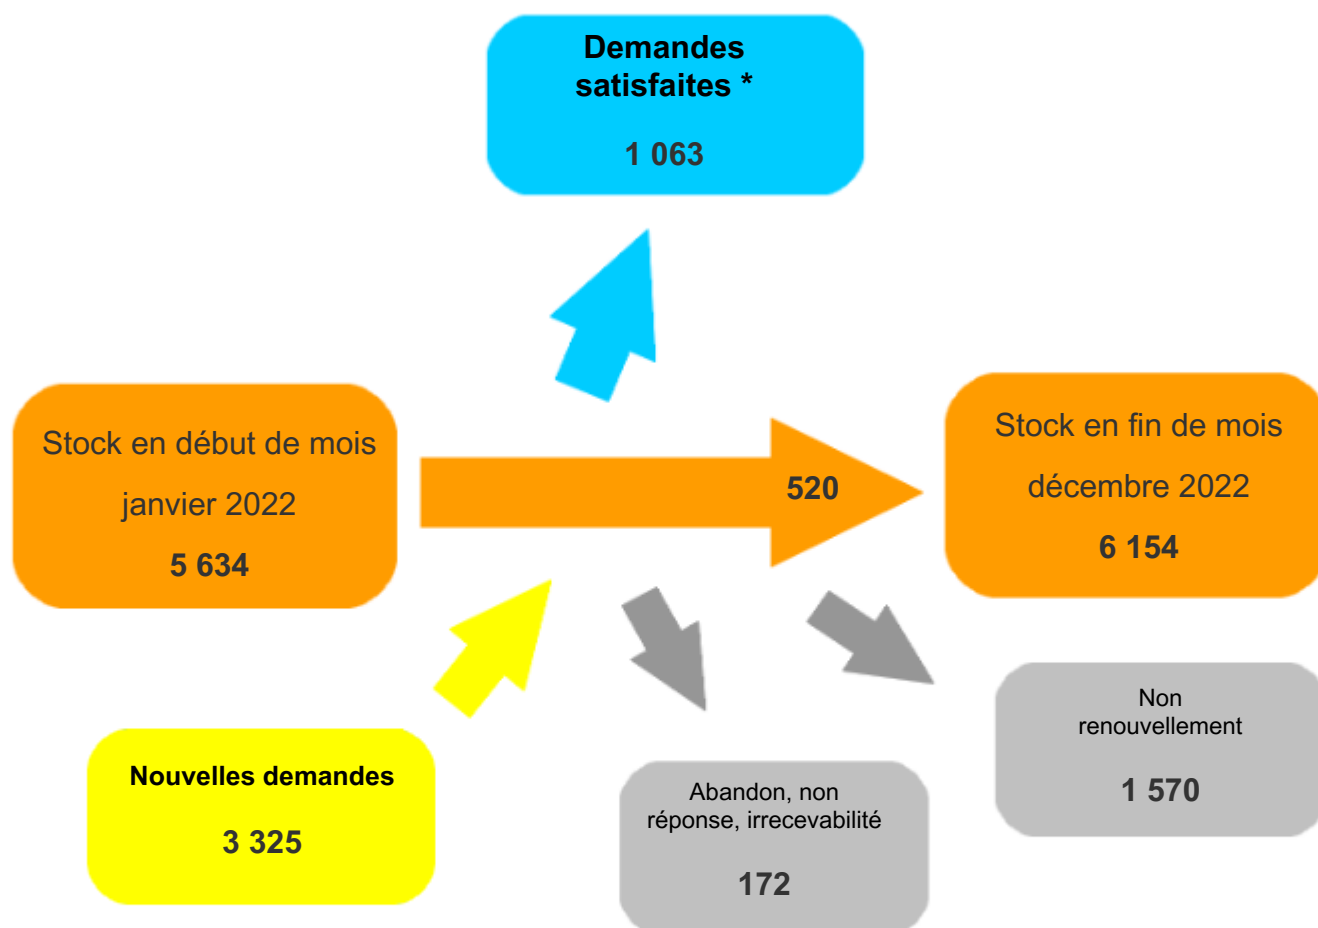 Demandes
satisfaites *
1 063
Stock en début de mois
janvier 2022
5 634
520
Stock en fin de mois
décembre 2022
6 154
Nouvelles demandes
3 325
Abandon, non
réponse, irrecevabilité
172
Non
renouvellement
1 570